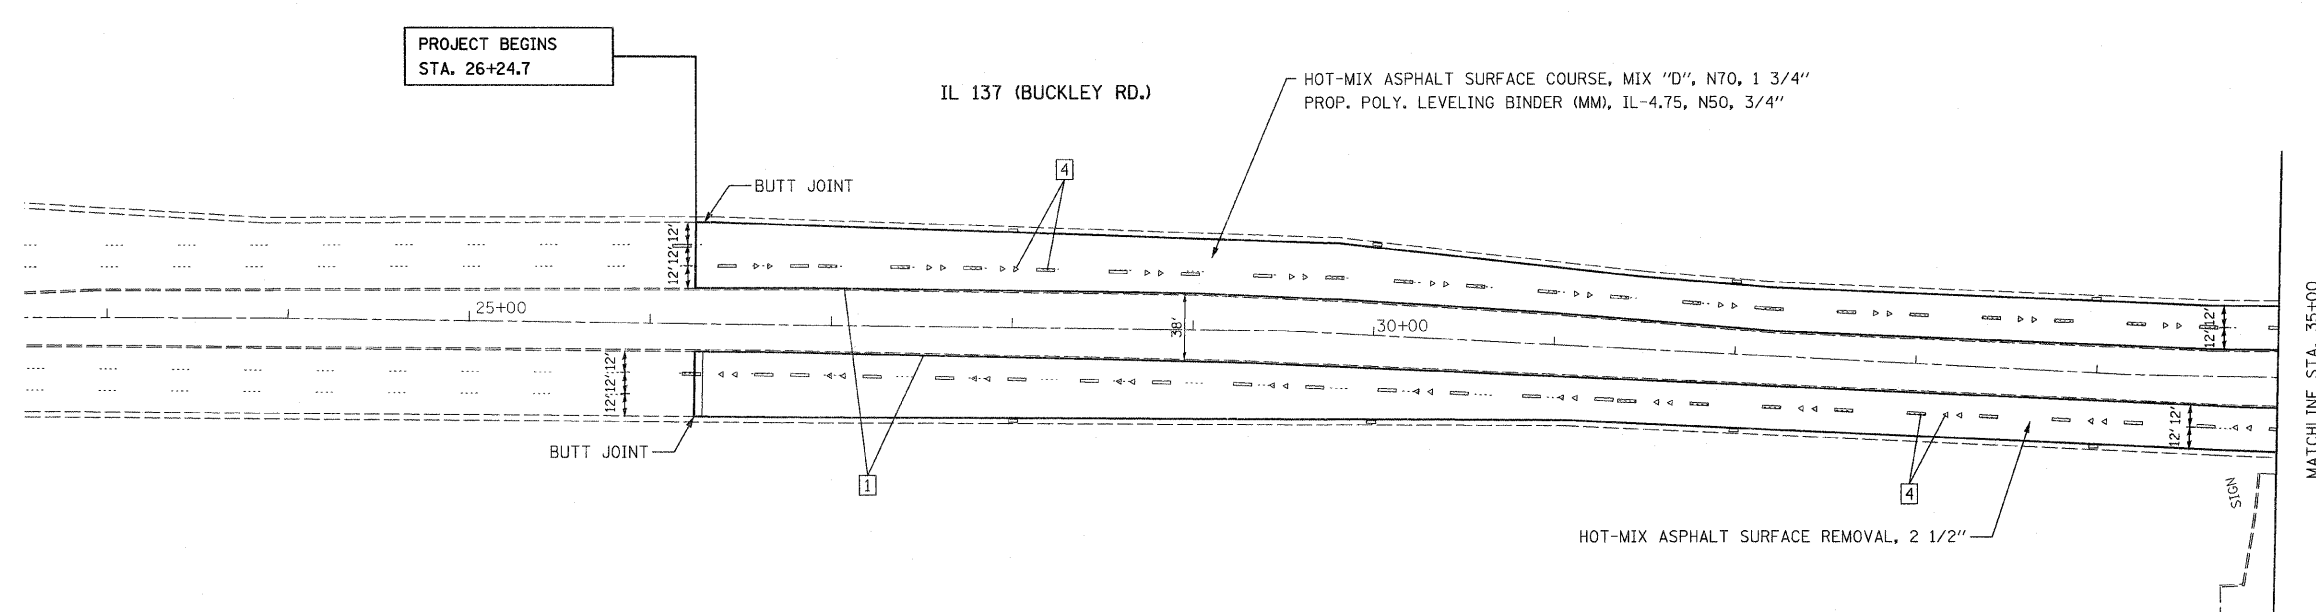 PROJECT BEGINS
STA. 26+24.7
IL 137 (BUCKLEY RD.)
HOT-MIX ASPHALT SURFACE COURSE, MIX "D", N70, 1 3/4"
PROP. POLY. LEVELING BINDER (MM), IL-4.75, N50, 3/4"
4
BUTT JOINT
12' 12' 12'
25+00
30+00
38'
12' 12'
MATCHLINE STA. 35+00
12' 12' 12'
12' 12'
BUTT JOINT
1
4
SIGN
HOT-MIX ASPHALT SURFACE REMOVAL, 2 1/2"